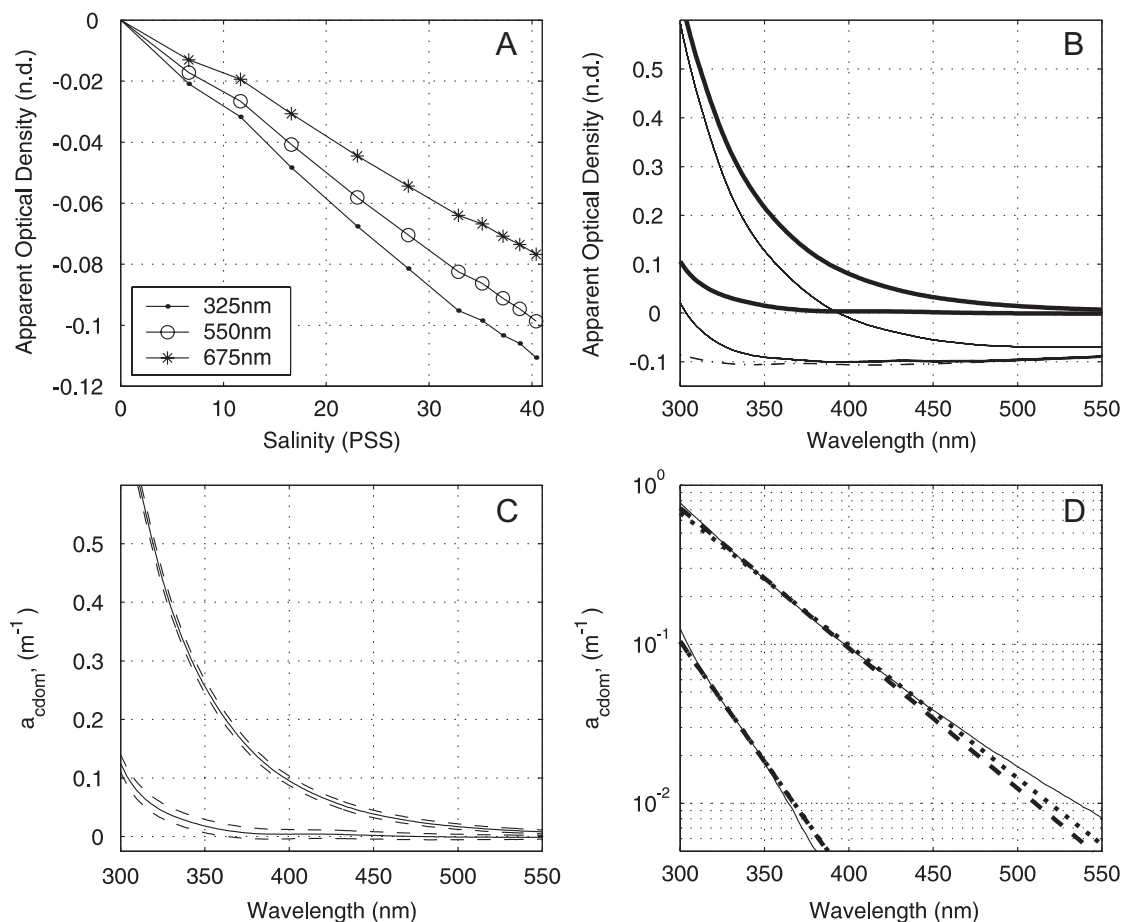 A
Apparent Optical Density (n.d.)
0
-0.02
-0.04
-0.06
-0.08
-0.1
-0.12
325nm
550nm
675nm
0 10 20 30 40
Salinity (PSS)
B
Apparent Optical Density (n.d.)
0.5
0.4
0.3
0.2
0.1
0
-0.1
300 350 400 450 500 550
Wavelength (nm)
C
a_cdom, (m^-1)
0.5
0.4
0.3
0.2
0.1
0
300 350 400 450 500 550
Wavelength (nm)
D
a_cdom, (m^-1)
10^0
10^-1
10^-2
300 350 400 450 500 550
Wavelength (nm)